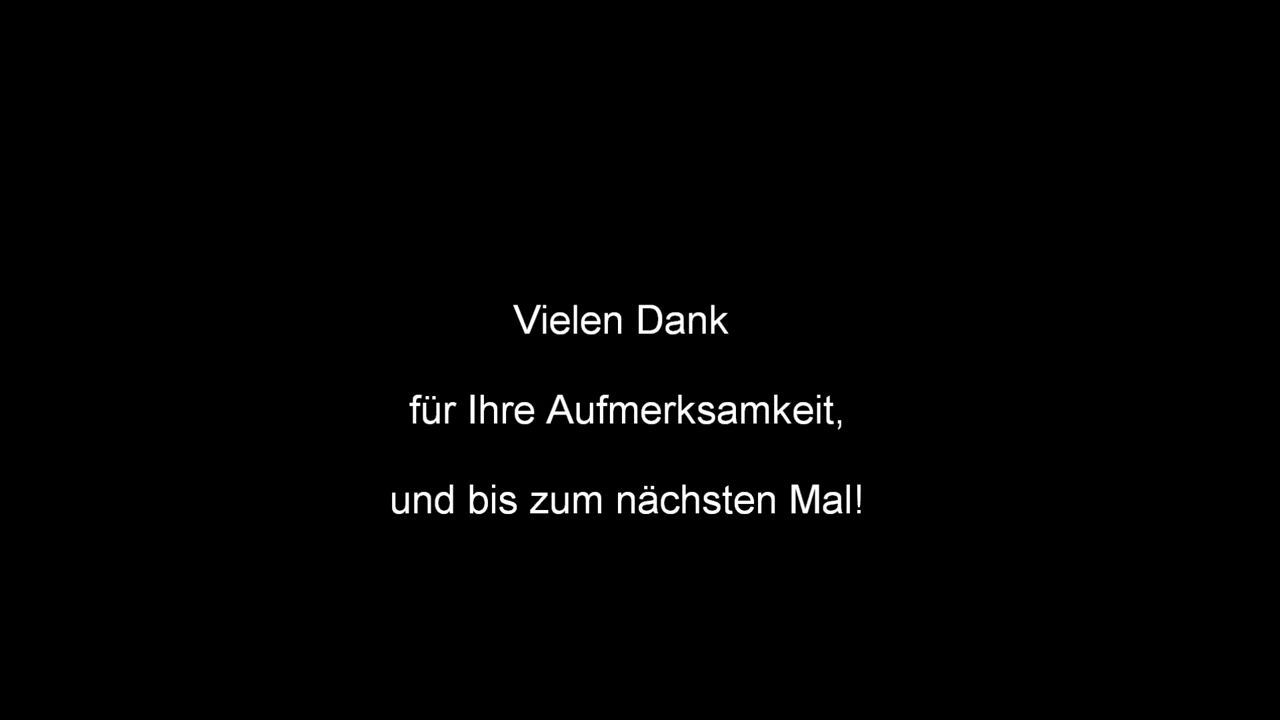 Vielen Dank
für Ihre Aufmerksamkeit,
und bis zum nächsten Mal!